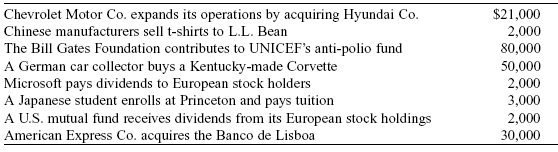 Chevrolet Motor Co. expands its operations by acquiring Hyundai Co. $21,000
Chinese manufacturers sell t-shirts to L.L. Bean 2,000
The Bill Gates Foundation contributes to UNICEF's anti-polio fund 80,000
A German car collector buys a Kentucky-made Corvette 50,000
Microsoft pays dividends to European stock holders 2,000
A Japanese student enrolls at Princeton and pays tuition 3,000
A U.S. mutual fund receives dividends from its European stock holdings 2,000
American Express Co. acquires the Banco de Lisboa 30,000